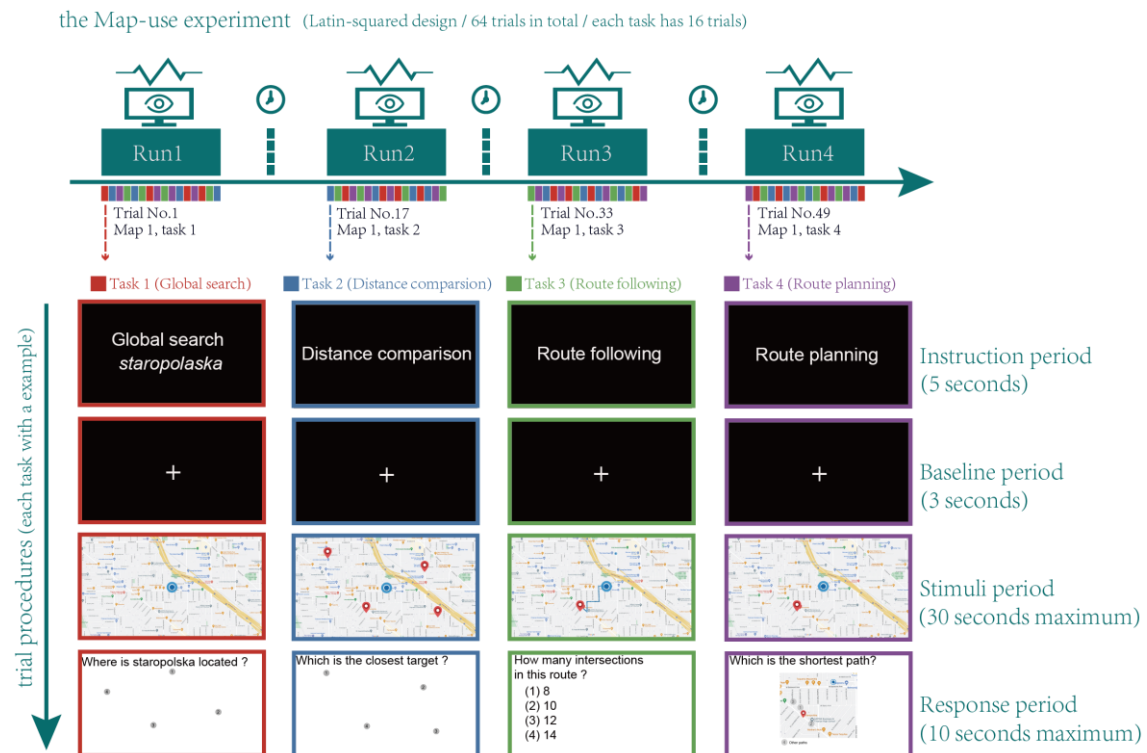 the Map-use experiment (Latin-squared design / 64 trials in total / each task has 16 trials)
Run1
Run2
Run3
Run4
Trial No.1
Map 1, task 1
Trial No.17
Map 1, task 2
Trial No.33
Map 1, task 3
Trial No.49
Map 1, task 4
trial procedures (each task with a example)
Task 1 (Global search)
Task 2 (Distance comparsion)
Task 3 (Route following)
Task 4 (Route planning)
Global search
staropolaska
Distance comparison
Route following
Route planning
Instruction period
(5 seconds)
+
+
+
+
Baseline period
(3 seconds)
Stimuli period
(30 seconds maximum)
Where is staropolska located ?
Which is the closest target ?
How many intersections
in this route ?
(1) 8
(2) 10
(3) 12
(4) 14
Which is the shortest path?
Other paths
Response period
(10 seconds maximum)